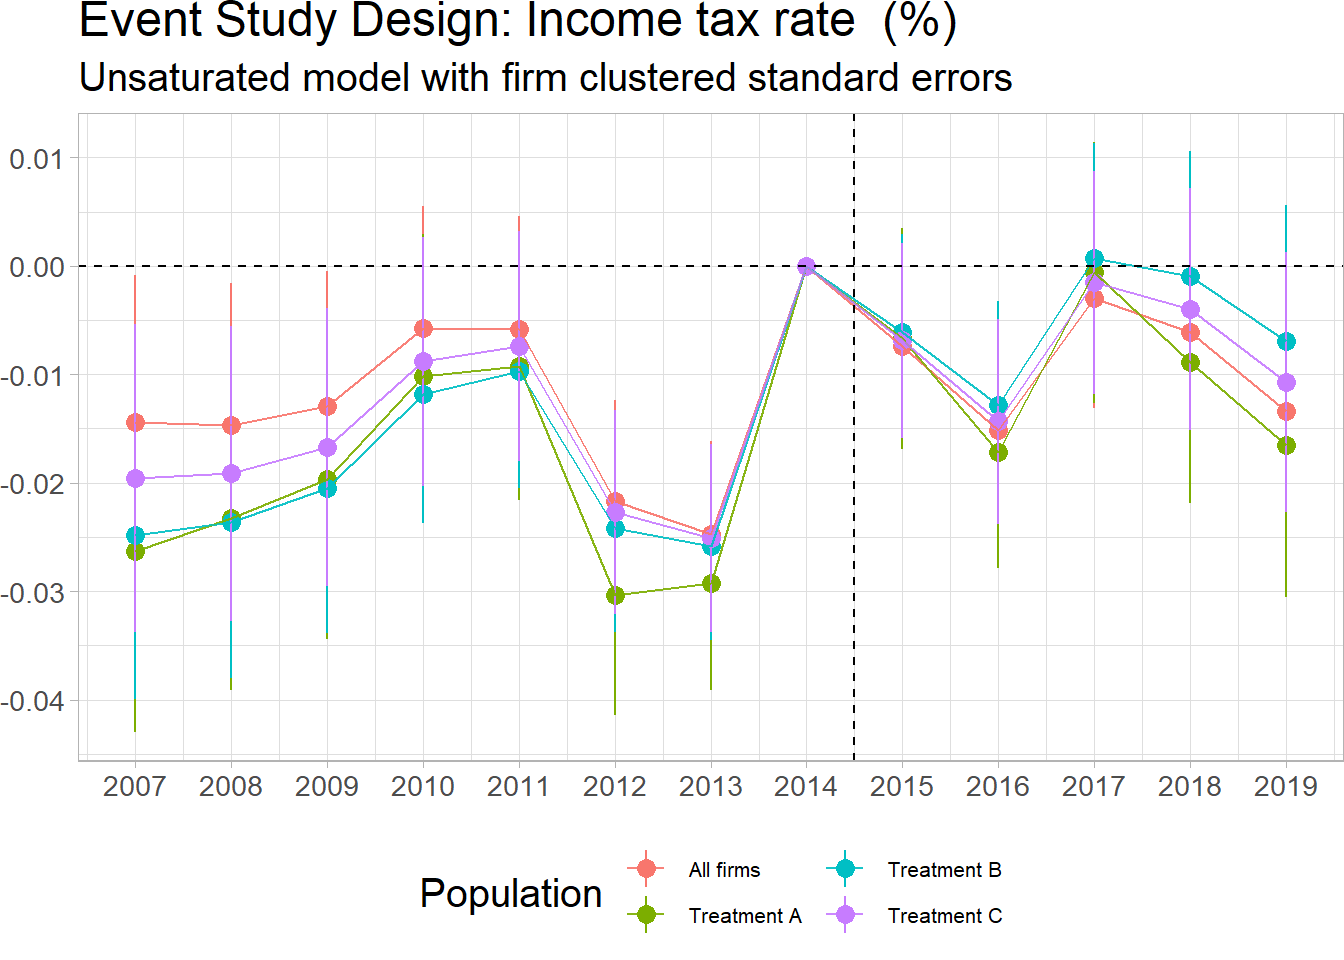 Event Study Design: Income tax rate  (%)
Unsaturated model with firm clustered standard errors
0.01
0.00
-0.01
-0.02
-0.03
-0.04
2007 2008 2009 2010 2011 2012 2013 2014 2015 2016 2017 2018 2019
Population
All firms
Treatment A
Treatment B
Treatment C